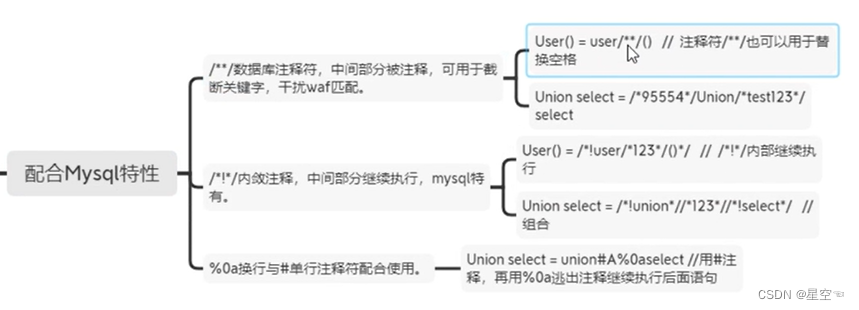 配合Mysql特性
/**/数据库注释符，中间部分被注释，可用于截
断关键字，干扰waf匹配。
User() = user/**/() // 注释符/**/也可以用于替
换空格
Union select = /*95554*/Union/*test123*/
select
/*!*/内敛注释，中间部分继续执行，mysql特
有。
User() = /*!user/*123*/()*/ // /*!*/内部继续执
行
Union select = /*!union*//*123*//*!select*/ //
组合
%0a换行与#单行注释符配合使用。
Union select = union#A%0aselect //用#注
释，再用%0a逃出注释继续执行后面语句
CSDN @星空☜